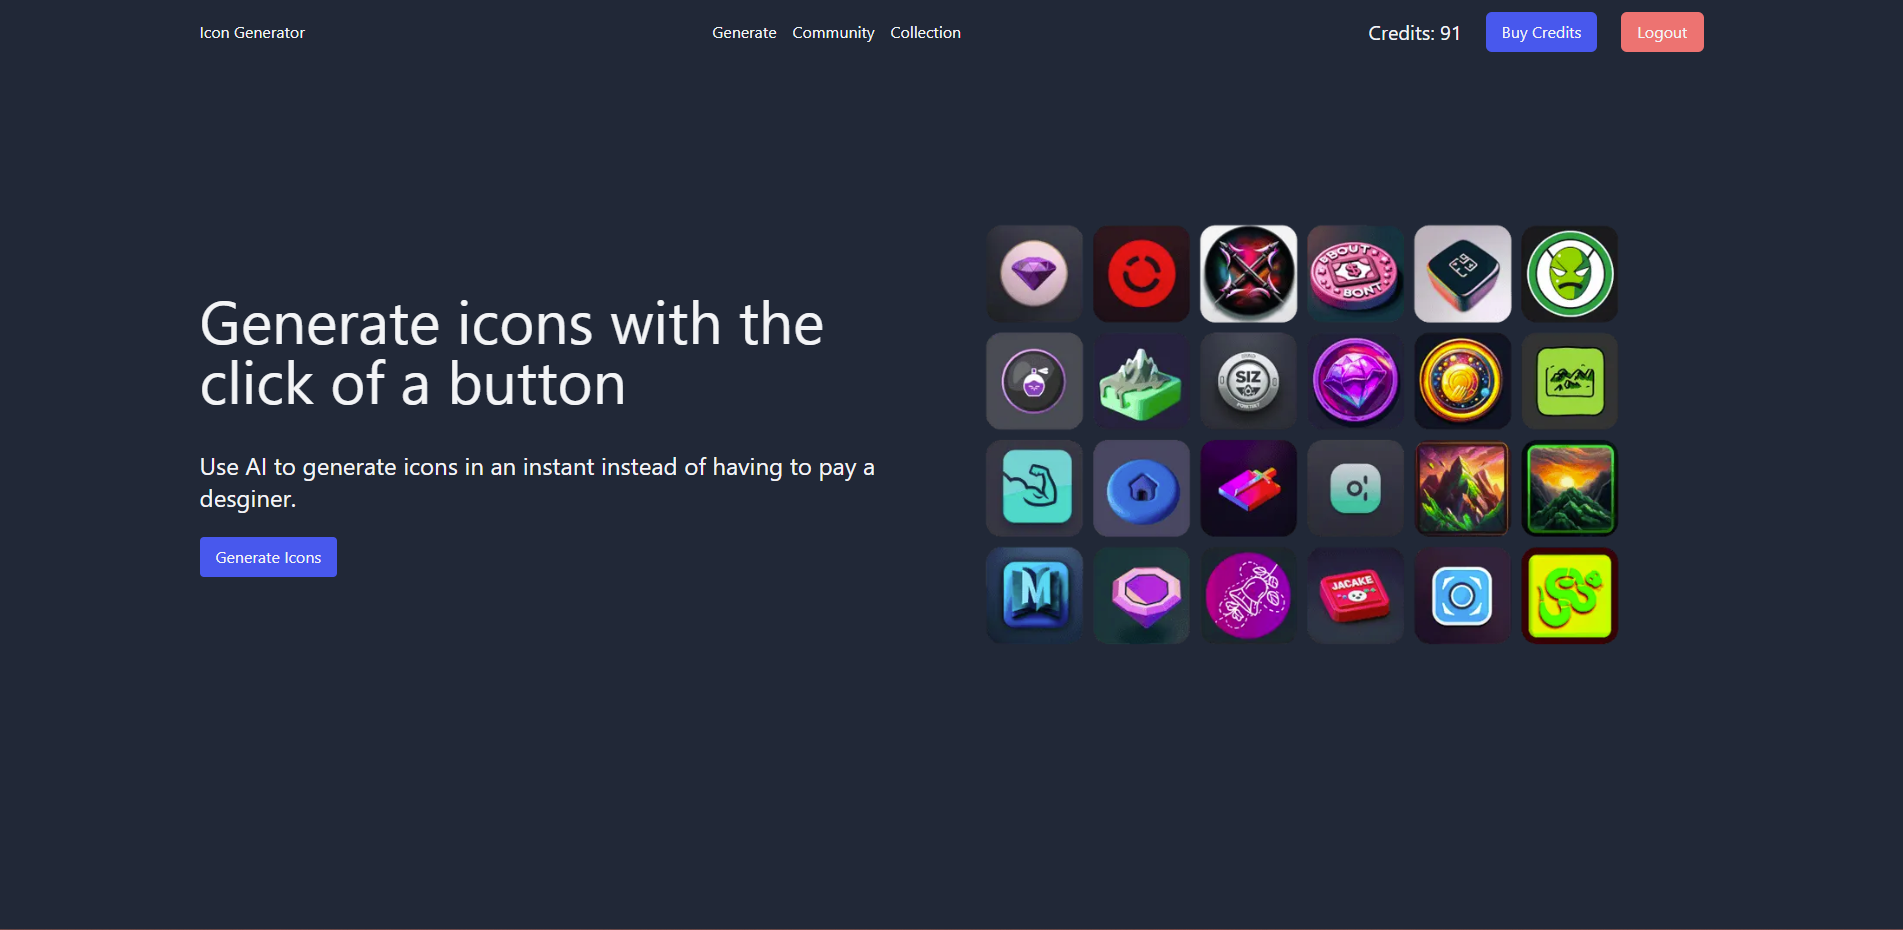 Icon Generator
Generate Community Collection
Credits: 91 Buy Credits Logout
Generate icons with the
click of a button
Use AI to generate icons in an instant instead of having to pay a
desginer.
Generate Icons
BBOUT
BONT
SIZ
M
JACAKE